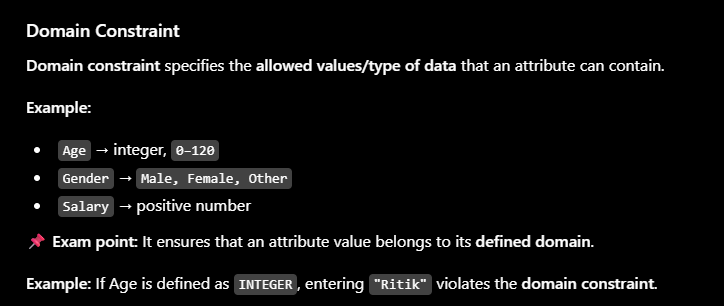 Domain Constraint
Domain constraint specifies the allowed values/type of data that an attribute can contain.
Example:
• Age → integer, 0–120
• Gender → Male, Female, Other
• Salary → positive number
📌 Exam point: It ensures that an attribute value belongs to its defined domain.
Example: If Age is defined as INTEGER, entering "Ritik" violates the domain constraint.